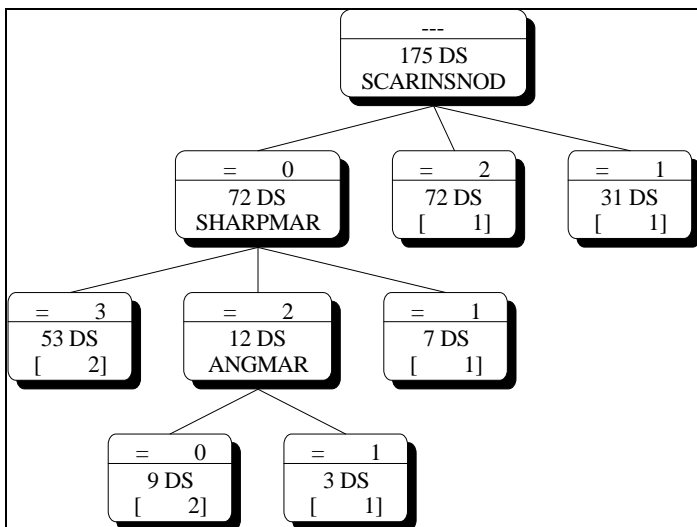 ---
175 DS
SCARINSNOD
= 0
72 DS
SHARPMAR
= 2
72 DS
[ 1]
= 1
31 DS
[ 1]
= 3
53 DS
[ 2]
= 2
12 DS
ANGMAR
= 1
7 DS
[ 1]
= 0
9 DS
[ 2]
= 1
3 DS
[ 1]